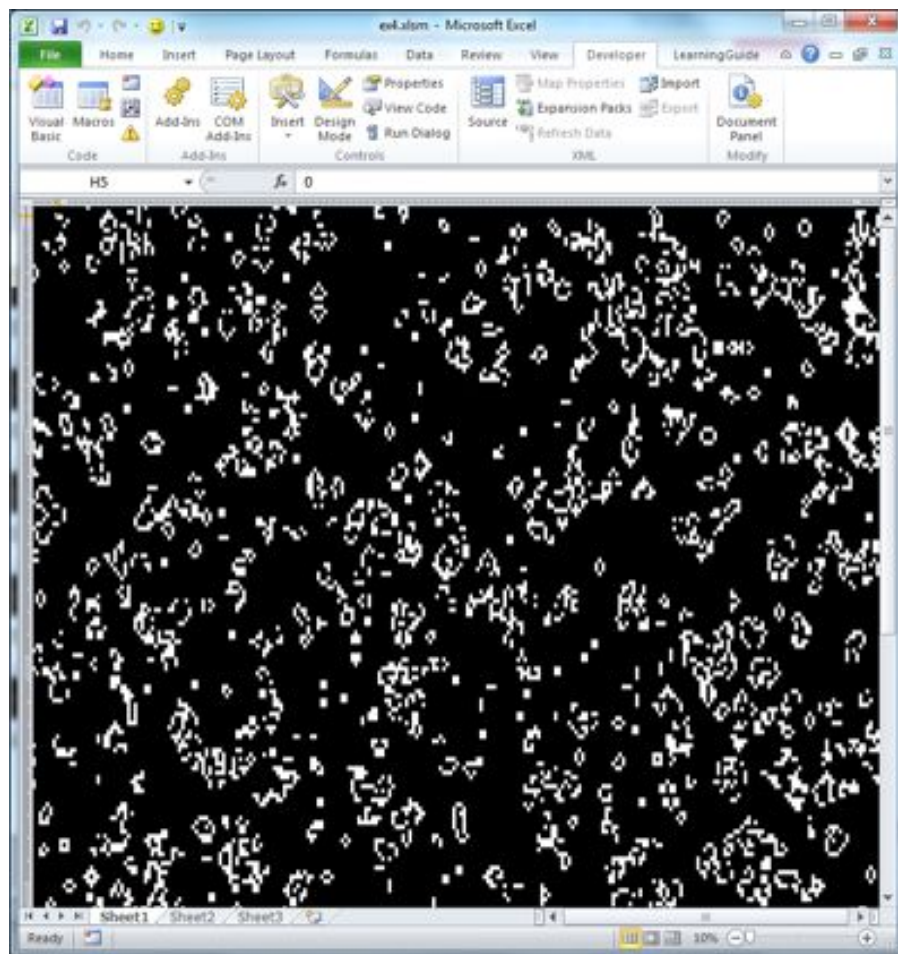 ex4.xlsm - Microsoft Excel
File Home Insert Page Layout Formulas Data Review View Developer LearningGuide
Visual Basic Macros Add-Ins COM Add-Ins Insert Design Mode Properties View Code Run Dialog Source Map Properties Expansion Packs Refresh Data Import Export Document Panel
Code Add-Ins Controls XML Modify
H5 fx 0
Sheet1 Sheet2 Sheet3
Ready 10%